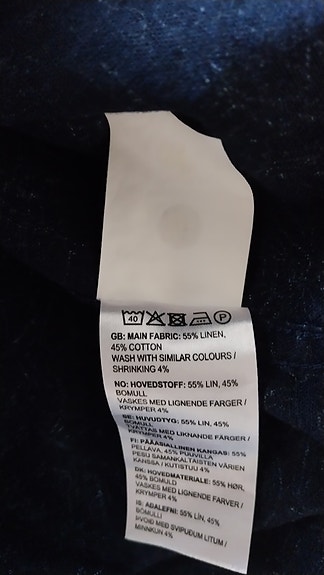 40 P
GB: MAIN FABRIC: 55% LINEN,
45% COTTON
WASH WITH SIMILAR COLOURS /
SHRINKING 4%
NO: HOVEDSTOFF: 55% LIN, 45%
BOMULL
VASKES MED LIGNENDE FARGER /
KRYMPER 4%
SE: HUVUDTYG: 55% LIN, 45%
BOMULL
TVÄTTAS MED LIKNANDE FÄRGER /
KRYMPER 4%
FI: PÄÄASIALLINEN KANGAS: 55%
PELLAVA, 45% PUUVILLA
PESU SAMANKALTAISTEN VÄRIEN
KANSSA / KUTISTUU 4%
DK: HOVEDMATERIALE: 55% HØR,
45% BOMULD
VASKES MED LIGNENDE FARVER /
KRYMPER 4%
IS: AÐALEFNI: 55% LÍN, 45%
BÓMULL
ÞVOIÐ MEÐ SVIPUÐUM LITUM /
MINNKUN 4%